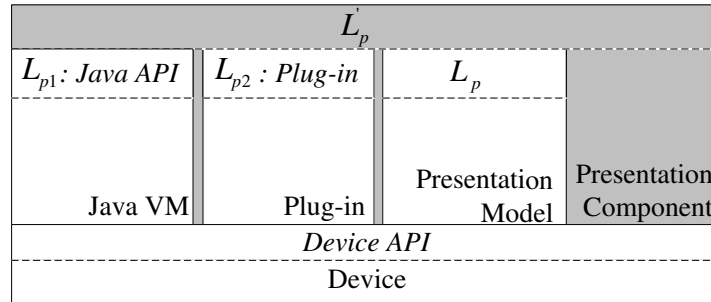 L'p
Lp1 : Java API
Lp2 : Plug-in
Lp
Java VM
Plug-in
Presentation
Model
Presentation
Component
Device API
Device